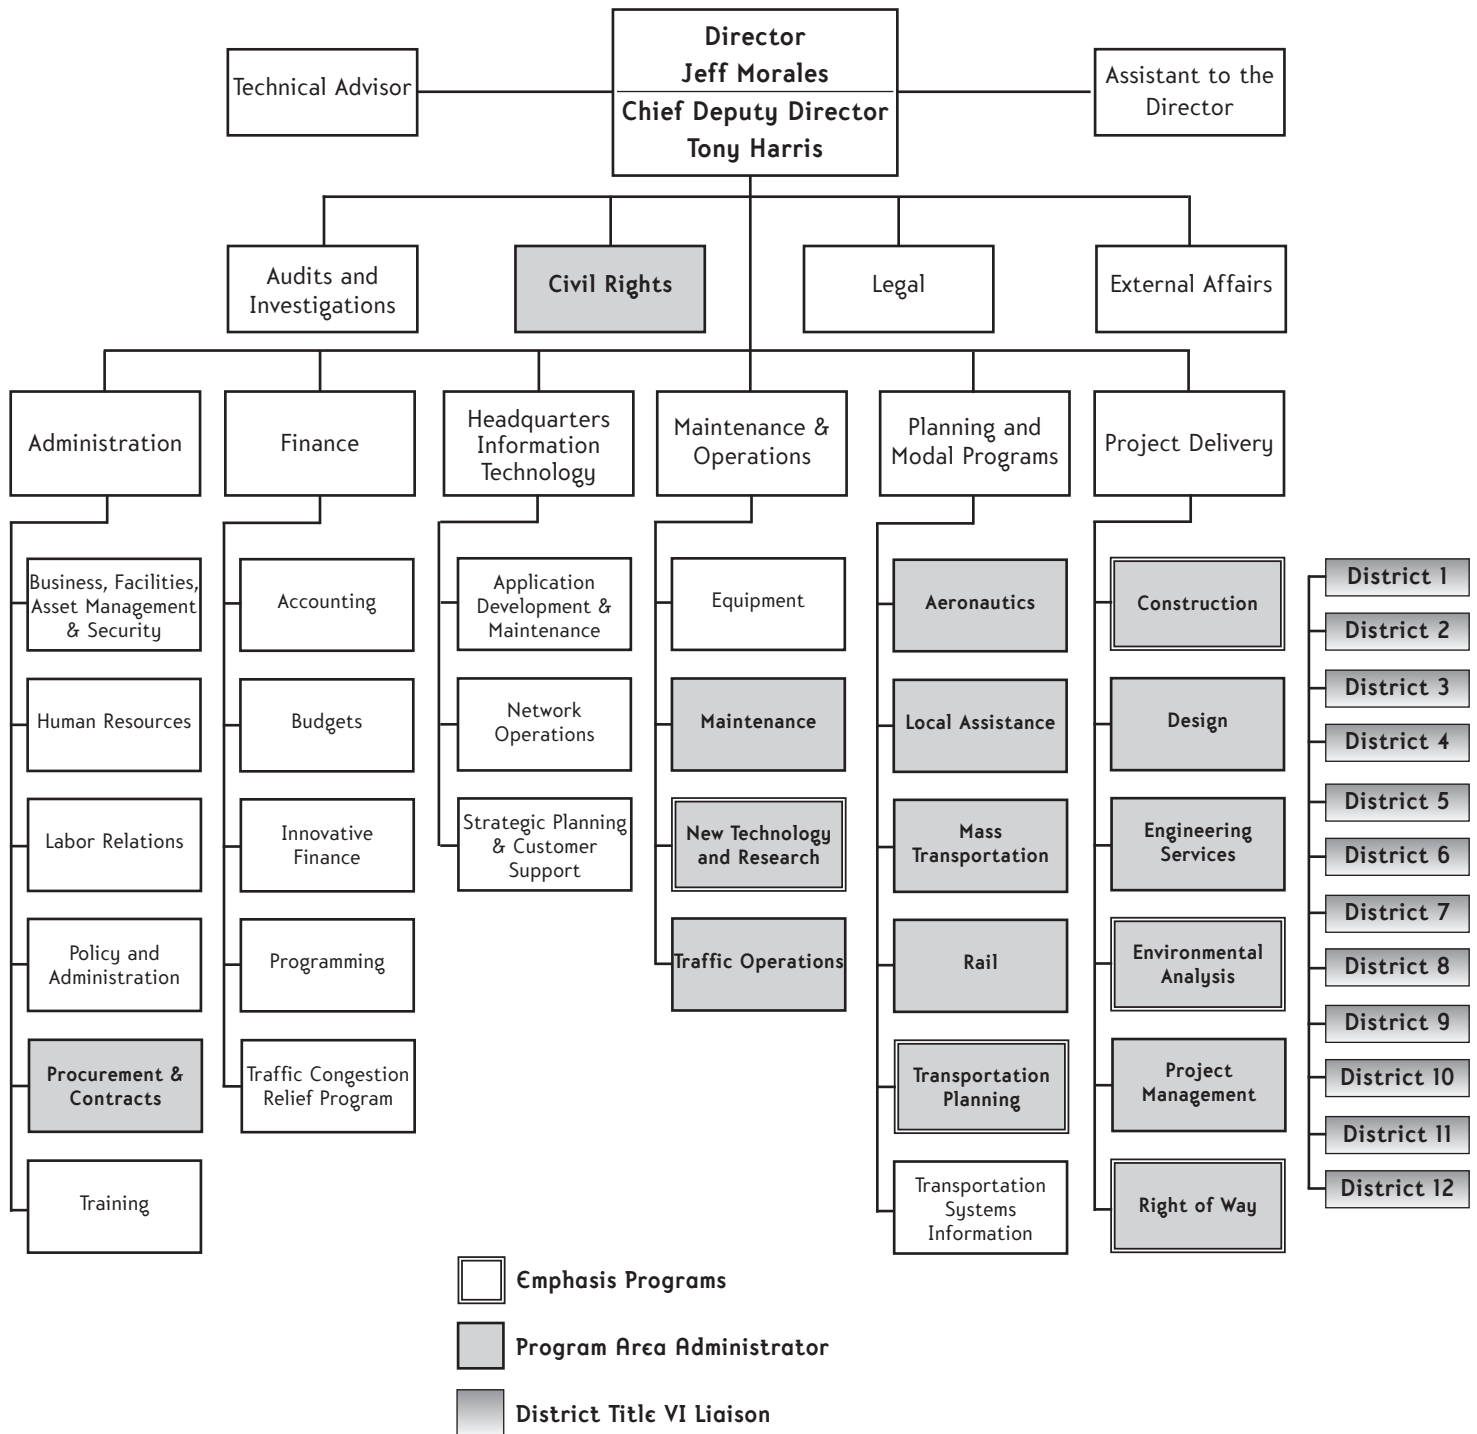 Director
Jeff Morales
Chief Deputy Director
Tony Harris
Technical Advisor
Assistant to the
Director
Audits and
Investigations
Civil Rights
Legal
External Affairs
Administration
Finance
Headquarters
Information
Technology
Maintenance &
Operations
Planning and
Modal Programs
Project Delivery
Business, Facilities,
Asset Management
& Security
Human Resources
Labor Relations
Policy and
Administration
Procurement &
Contracts
Training
Accounting
Budgets
Innovative
Finance
Programming
Traffic Congestion
Relief Program
Application
Development &
Maintenance
Network
Operations
Strategic Planning
& Customer
Support
Equipment
Maintenance
New Technology
and Research
Traffic Operations
Aeronautics
Local Assistance
Mass
Transportation
Rail
Transportation
Planning
Transportation
Systems
Information
Construction
Design
Engineering
Services
Environmental
Analysis
Project
Management
Right of Way
District 1
District 2
District 3
District 4
District 5
District 6
District 7
District 8
District 9
District 10
District 11
District 12
Emphasis Programs
Program Area Administrator
District Title VI Liaison